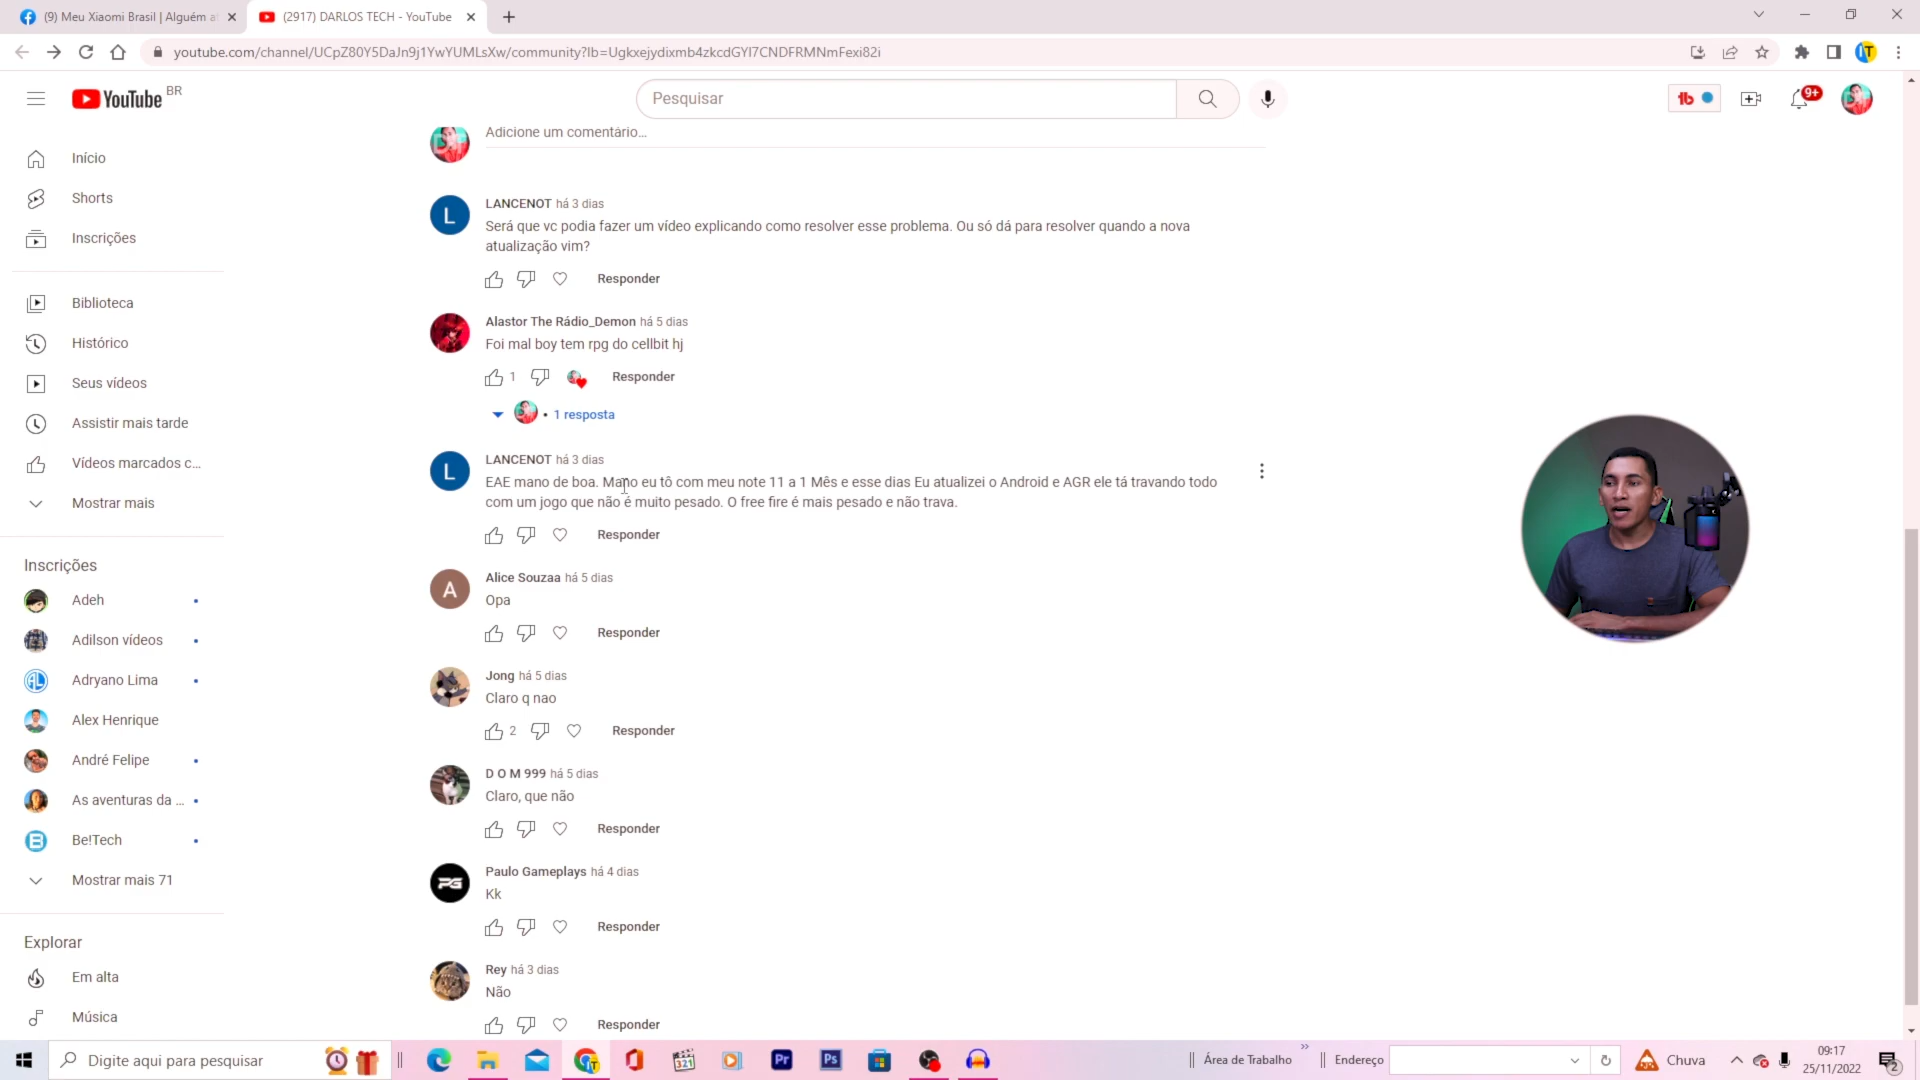 (9) Meu Xiaomi Brasil | Alguém a
(2917) DARLOS TECH - YouTube
youtube.com/channel/UCpZ80Y5DaJn9j1YwYUMLsXw/community?lb=Ugkxejydixmb4zkcdGYl7CNDFRMNmFexi82i
YouTube BR
Pesquisar
9+
Adicione um comentário...
Início
Shorts
Inscrições
Biblioteca
Histórico
Seus vídeos
Assistir mais tarde
Vídeos marcados c...
Mostrar mais
Inscrições
Adeh
Adilson vídeos
Adryano Lima
Alex Henrique
André Felipe
As aventuras da ...
Be!Tech
Mostrar mais 71
Explorar
Em alta
Música
LANCENOT há 3 dias
Será que vc podia fazer um vídeo explicando como resolver esse problema. Ou só dá para resolver quando a nova
atualização vim?
Responder
Alastor The Rádio_Demon há 5 dias
Foi mal boy tem rpg do cellbit hj
1 Responder
• 1 resposta
LANCENOT há 3 dias
EAE mano de boa. Mano eu tô com meu note 11 a 1 Mês e esse dias Eu atualizei o Android e AGR ele tá travando todo
com um jogo que não é muito pesado. O free fire é mais pesado e não trava.
Responder
Alice Souzaa há 5 dias
Opa
Responder
Jong há 5 dias
Claro q nao
2 Responder
D O M 999 há 5 dias
Claro, que não
Responder
Paulo Gameplays há 4 dias
Kk
Responder
Rey há 3 dias
Não
Responder
Digite aqui para pesquisar
321
Pr
Ps
Área de Trabalho
Endereço
Chuva
09:17
25/11/2022
2